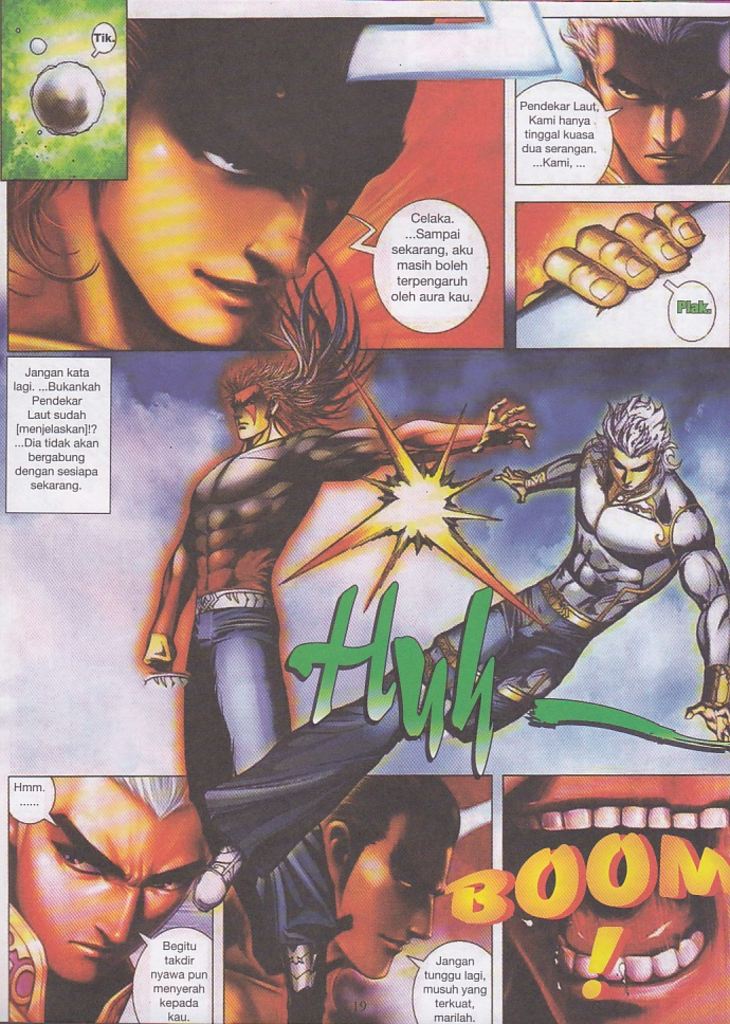 Tik.
Celaka.
...Sampai
sekarang, aku
masih boleh
terpengaruh
oleh aura kau.
Pendekar Laut,
Kami hanya
tinggal kuasa
dua serangan.
...Kami, ...
Plak.
Jangan kata
lagi. ...Bukankah
Pendekar
Laut sudah
[menjelaskan]!?
...Dia tidak akan
bergabung
dengan sesiapa
sekarang.
Huh
Hmm.
......
Begitu
takdir
nyawa pun
menyerah
kepada
kau.
Jangan
tunggu lagi,
musuh yang
terkuat,
marilah.
BOOM
!
19